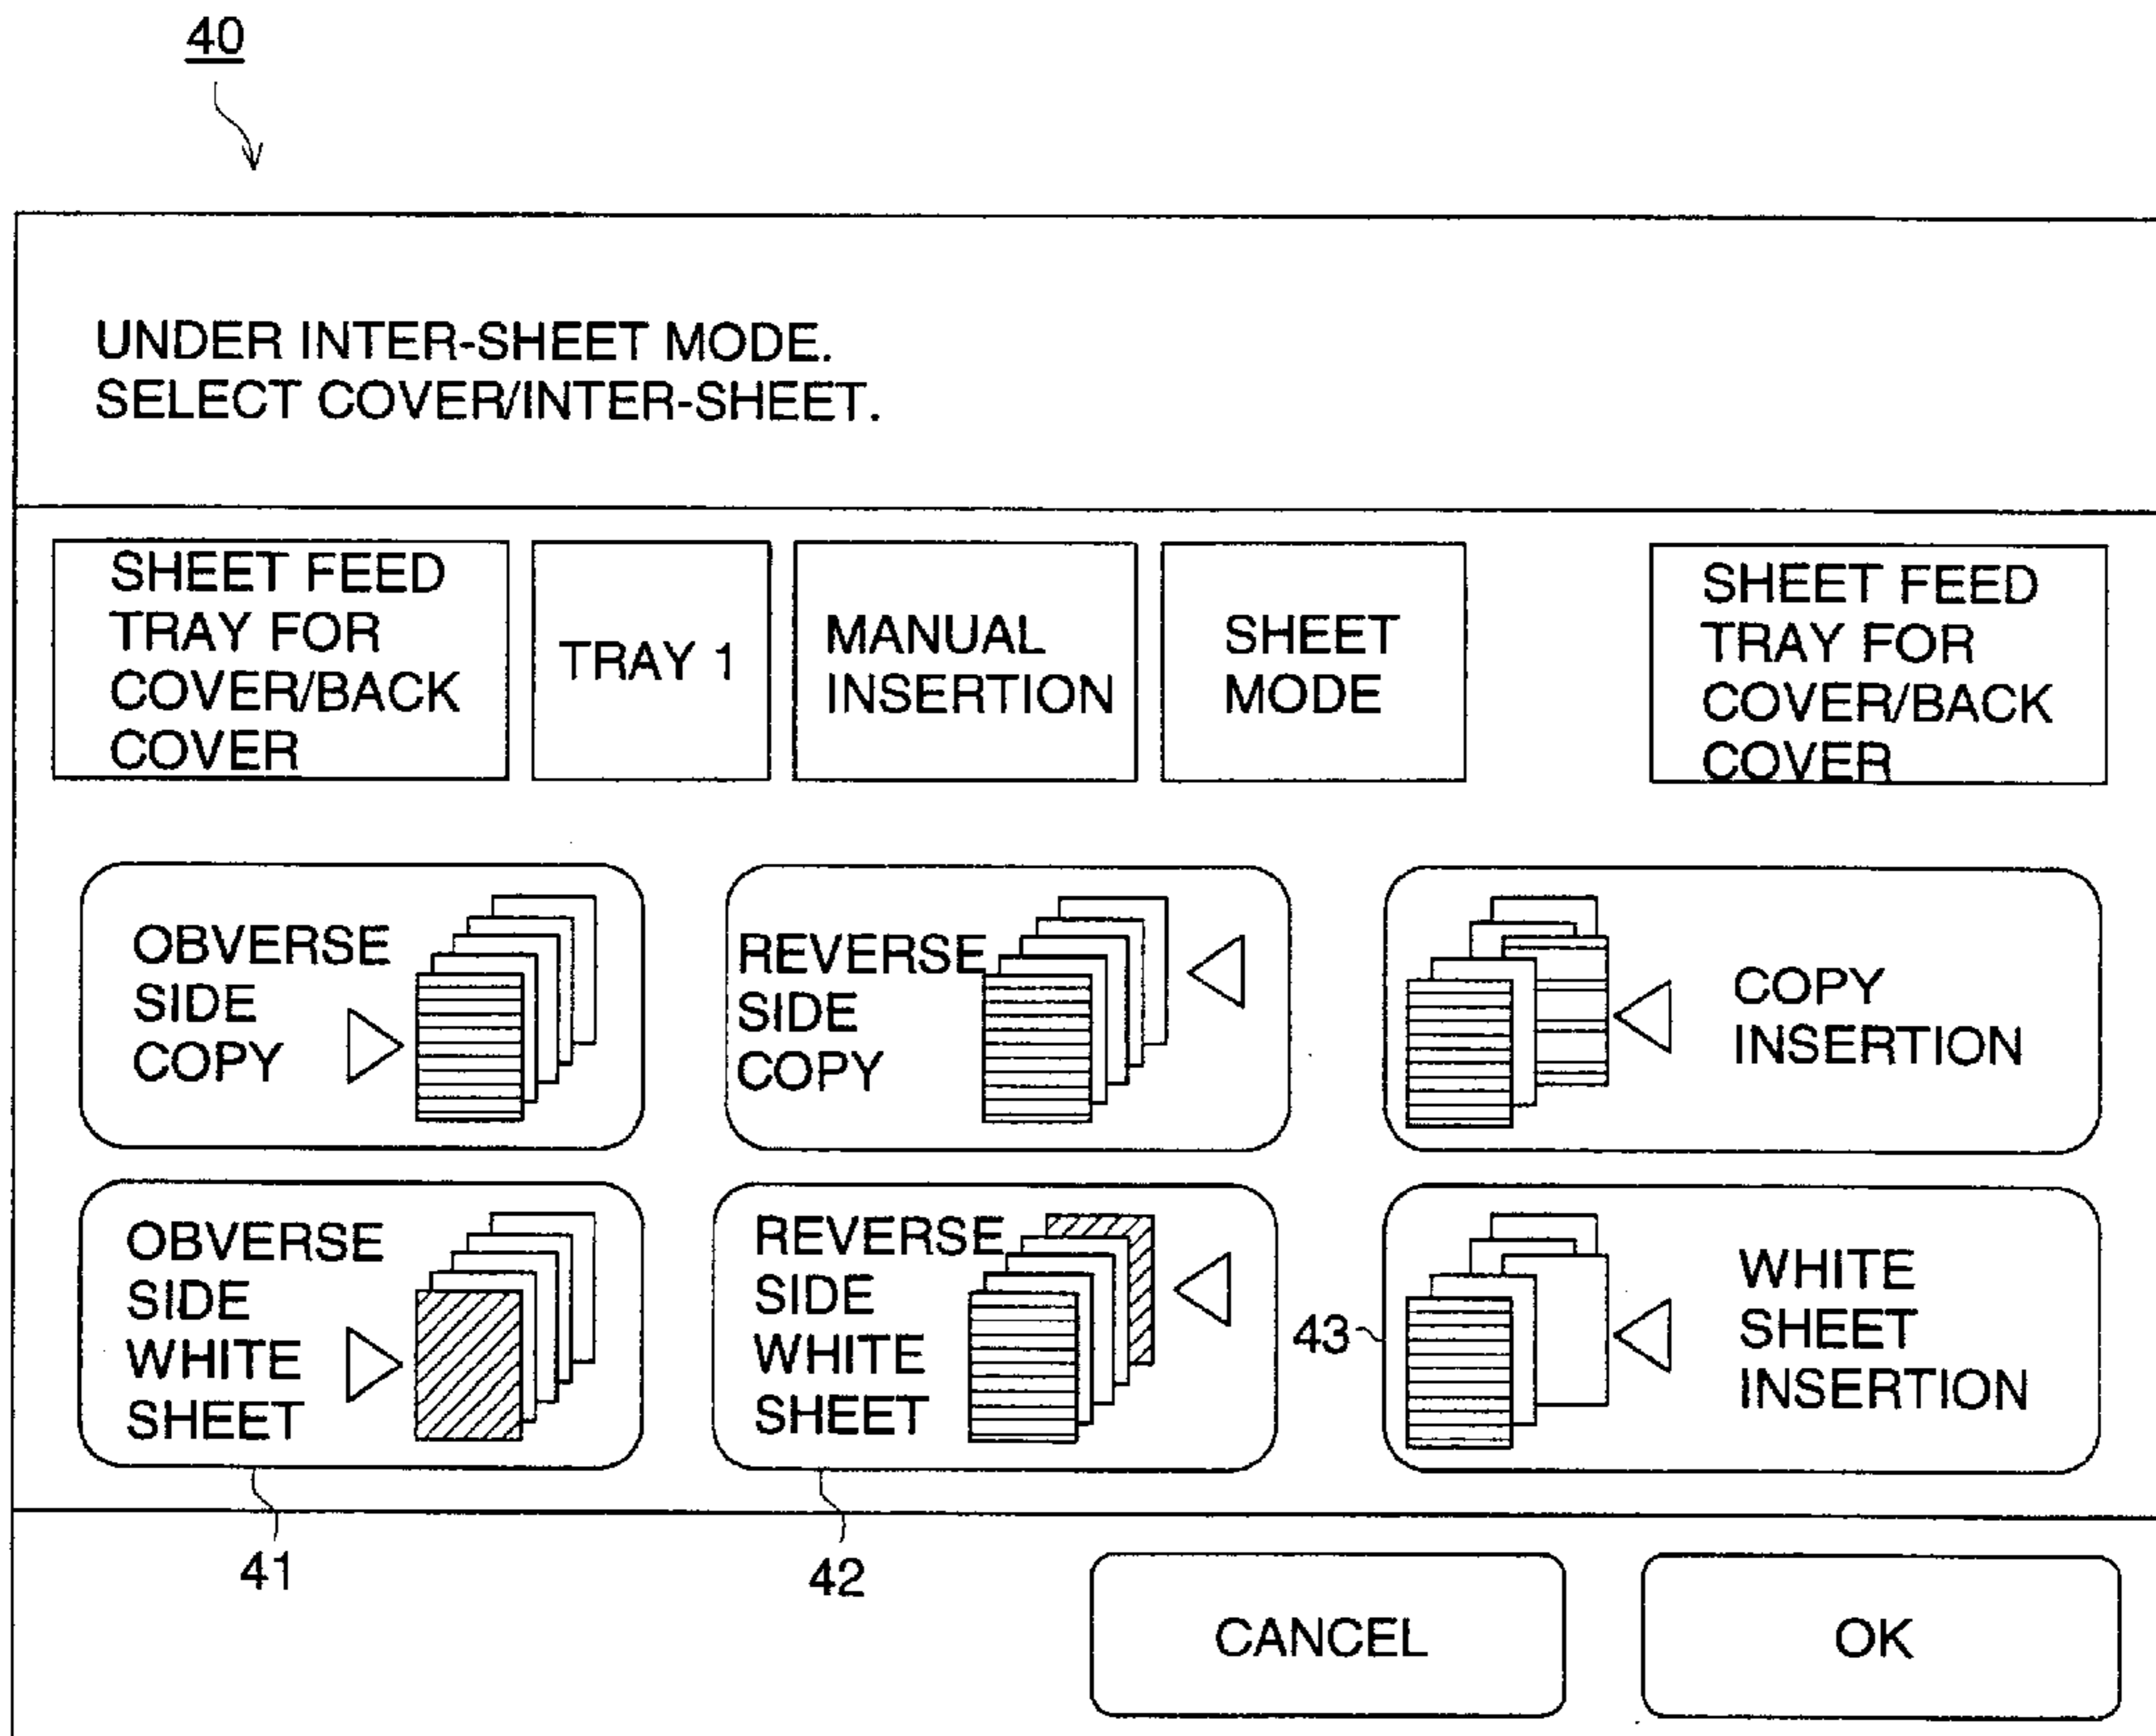 40
UNDER INTER-SHEET MODE.
SELECT COVER/INTER-SHEET.
SHEET FEED
TRAY FOR
COVER/BACK
COVER
TRAY 1
MANUAL
INSERTION
SHEET
MODE
SHEET FEED
TRAY FOR
COVER/BACK
COVER
OBVERSE
SIDE
COPY
REVERSE
SIDE
COPY
COPY
INSERTION
OBVERSE
SIDE
WHITE
SHEET
REVERSE
SIDE
WHITE
SHEET
43
WHITE
SHEET
INSERTION
41
42
CANCEL
OK